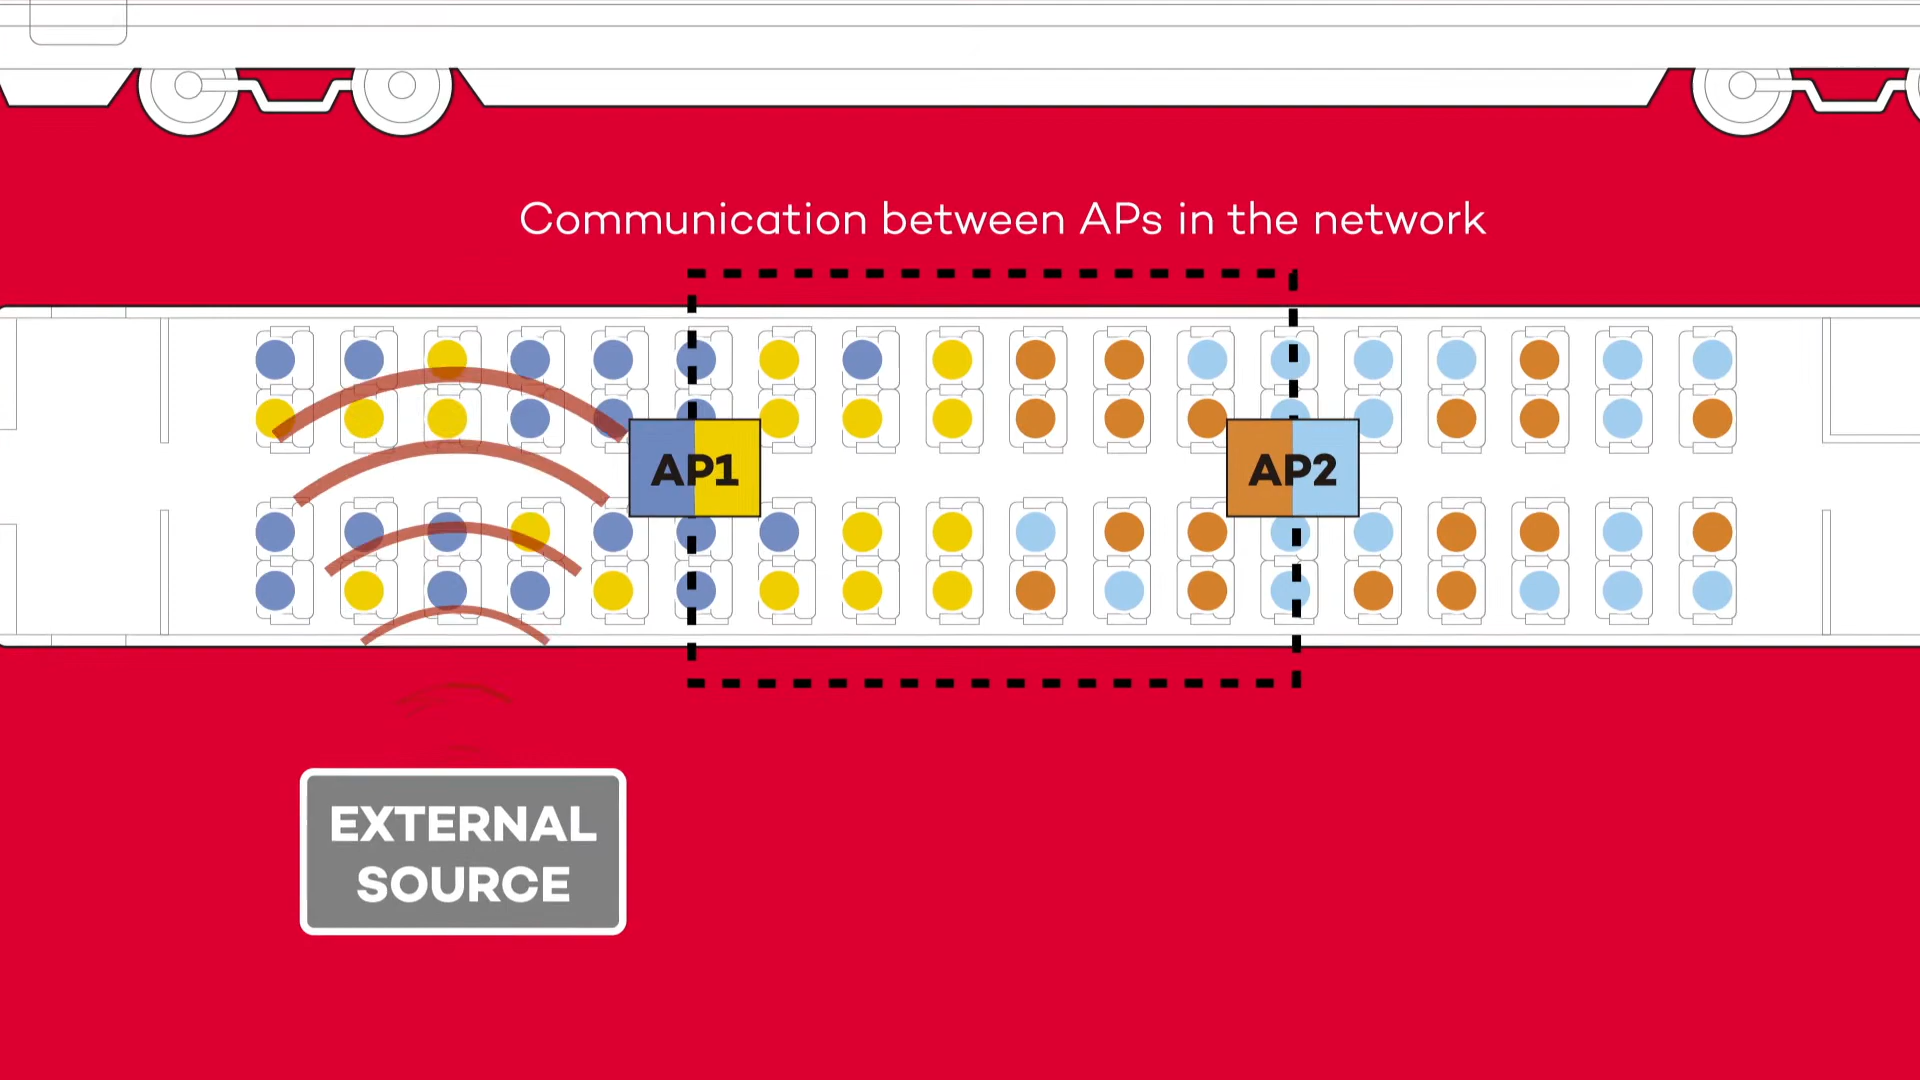 Communication between APs in the network
AP1
AP2
EXTERNAL
SOURCE